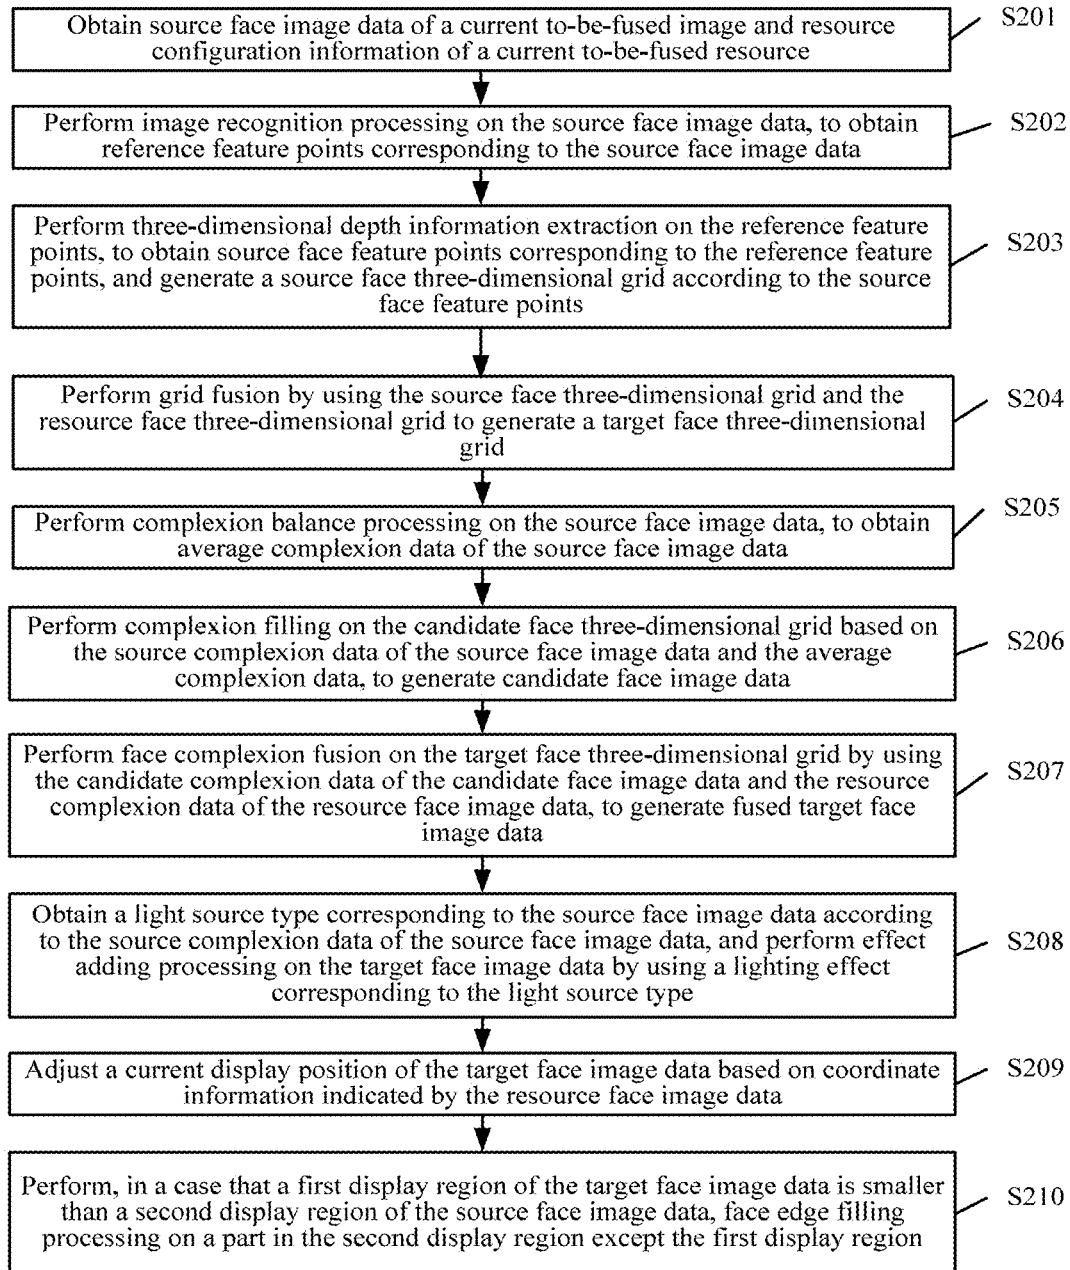 Obtain source face image data of a current to-be-fused image and resource
configuration information of a current to-be-fused resource
S201
Perform image recognition processing on the source face image data, to obtain
reference feature points corresponding to the source face image data
S202
Perform three-dimensional depth information extraction on the reference feature
points, to obtain source face feature points corresponding to the reference feature
points, and generate a source face three-dimensional grid according to the source
face feature points
S203
Perform grid fusion by using the source face three-dimensional grid and the
resource face three-dimensional grid to generate a target face three-dimensional
grid
S204
Perform complexion balance processing on the source face image data, to obtain
average complexion data of the source face image data
S205
Perform complexion filling on the candidate face three-dimensional grid based on
the source complexion data of the source face image data and the average
complexion data, to generate candidate face image data
S206
Perform face complexion fusion on the target face three-dimensional grid by using
the candidate complexion data of the candidate face image data and the resource
complexion data of the resource face image data, to generate fused target face
image data
S207
Obtain a light source type corresponding to the source face image data according
to the source complexion data of the source face image data, and perform effect
adding processing on the target face image data by using a lighting effect
corresponding to the light source type
S208
Adjust a current display position of the target face image data based on coordinate
information indicated by the resource face image data
S209
Perform, in a case that a first display region of the target face image data is smaller
than a second display region of the source face image data, face edge filling
processing on a part in the second display region except the first display region
S210